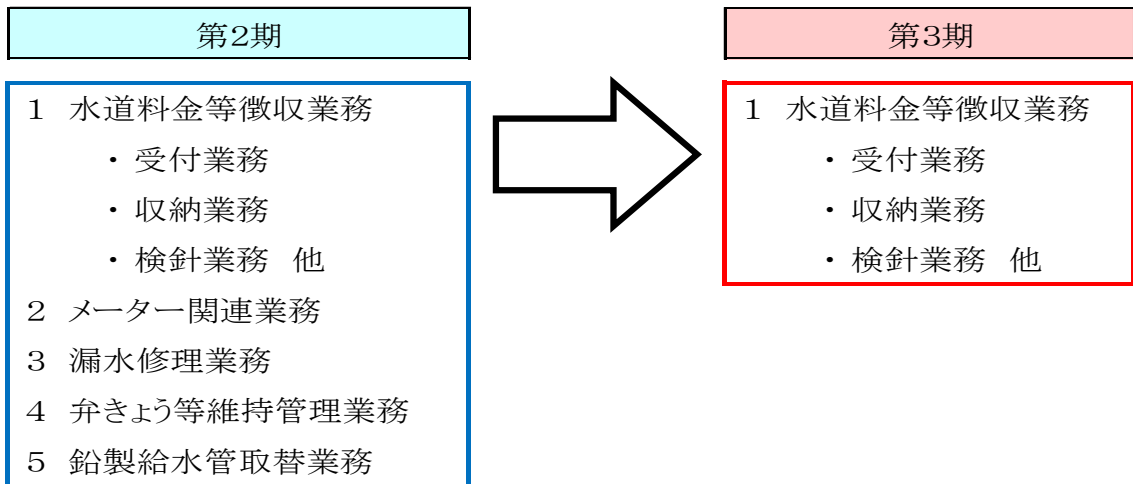 第2期
1 水道料金等徴収業務
・ 受付業務
・ 収納業務
・ 検針業務 他
2 メーター関連業務
3 漏水修理業務
4 弁きょう等維持管理業務
5 鉛製給水管取替業務
第3期
1 水道料金等徴収業務
・ 受付業務
・ 収納業務
・ 検針業務 他